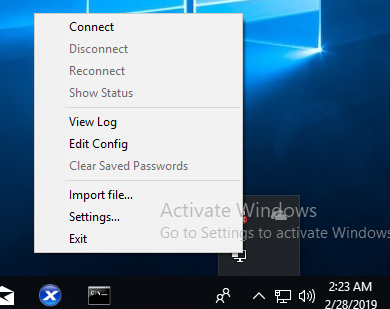 Connect
Disconnect
Reconnect
Show Status
View Log
Edit Config
Clear Saved Passwords
Import file...
Settings...
Exit
Activate Windows
Go to Settings to activate Windows
2:23 AM
2/28/2019